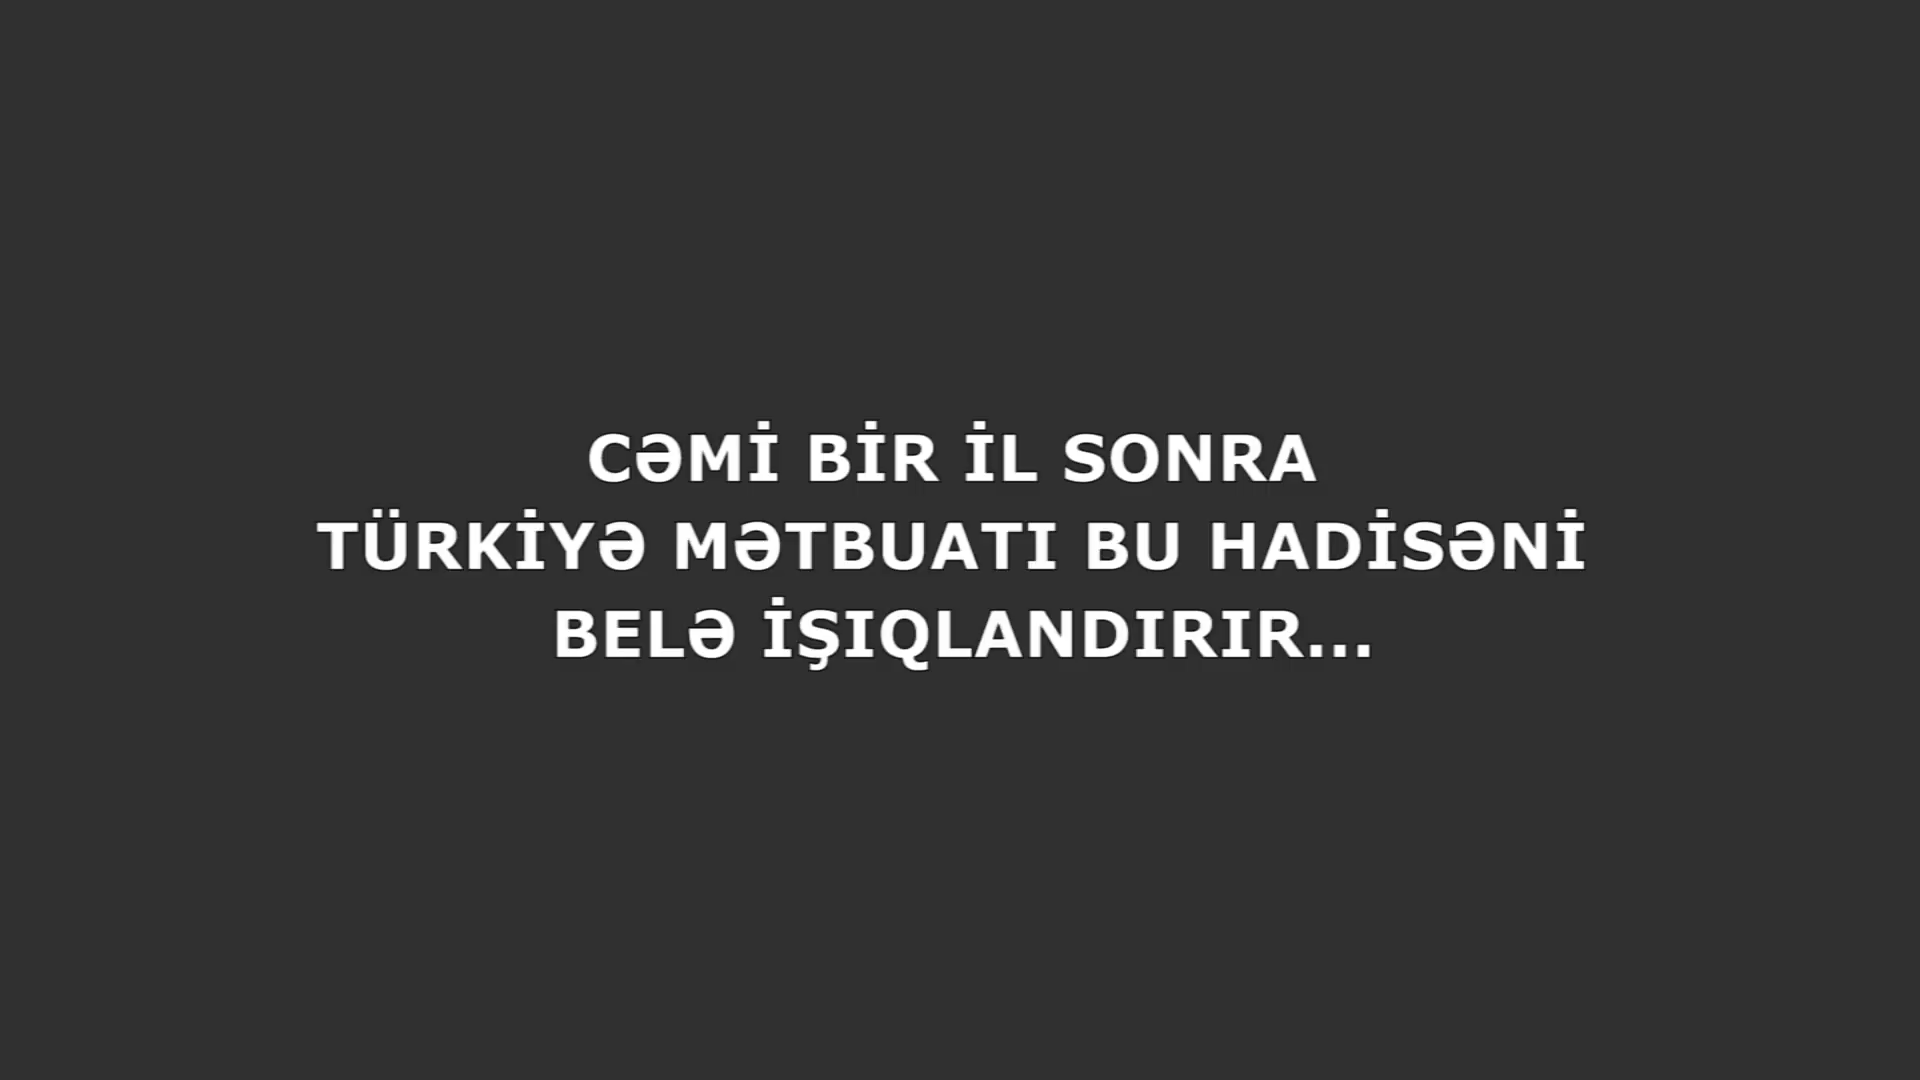 CƏMİ BİR İL SONRA
TÜRKİYƏ MƏTBUATI BU HADİSƏNİ
BELƏ İŞIQLANDIRIR...